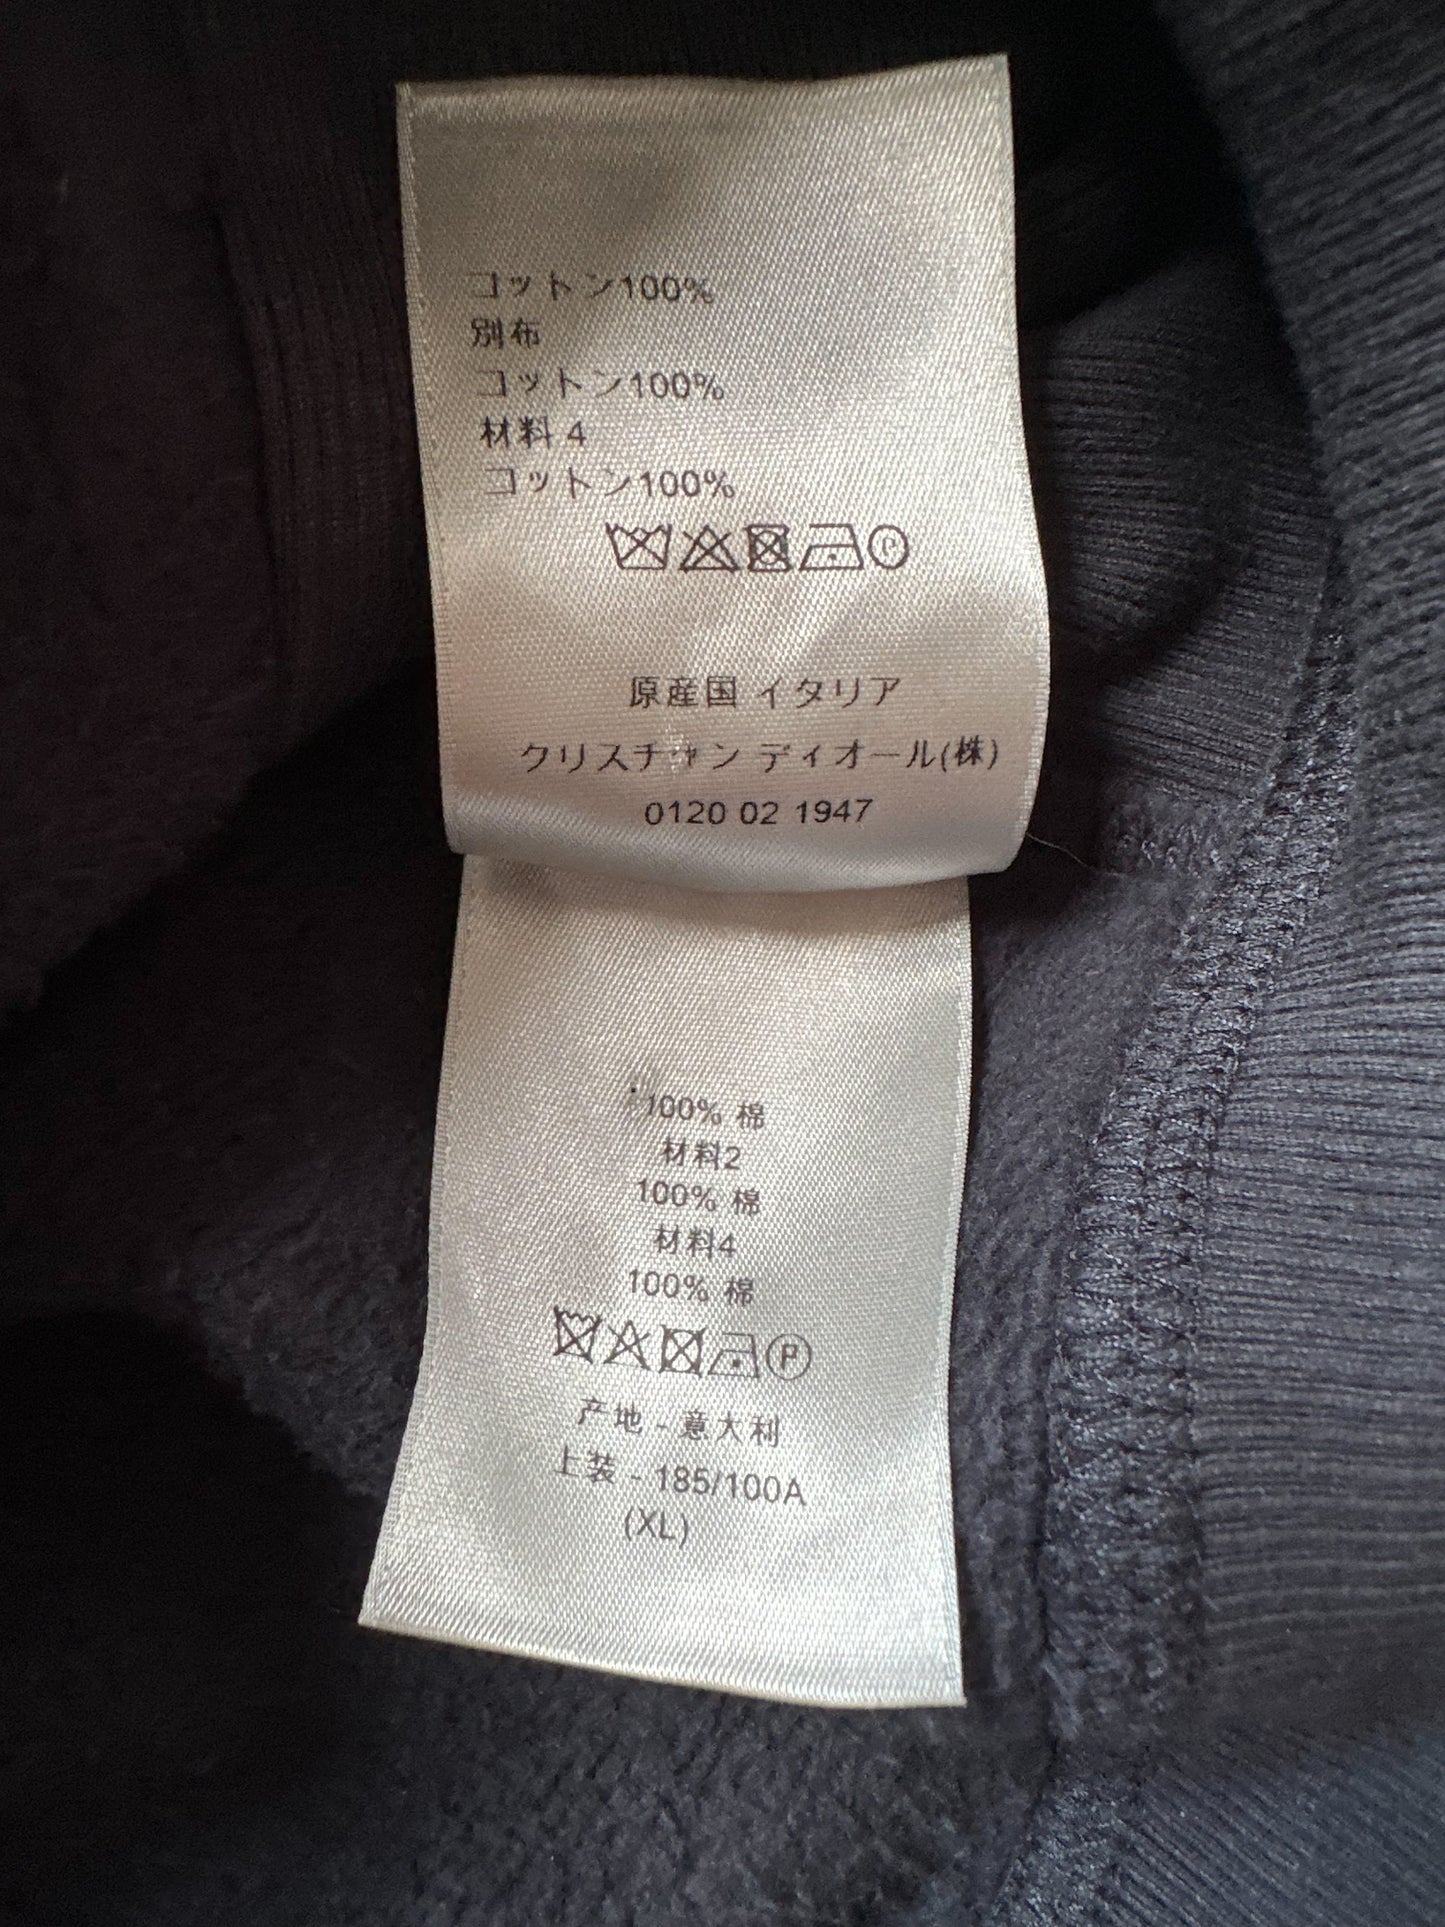 コットン100%
別布
コットン100%
材料 4
コットン100%
P
原産国 イタリア
クリスチャン ディオール(株)
0120 02 1947
100% 棉
材料2
100% 棉
材料4
100% 棉
P
产地 - 意大利
上装 - 185/100A
(XL)